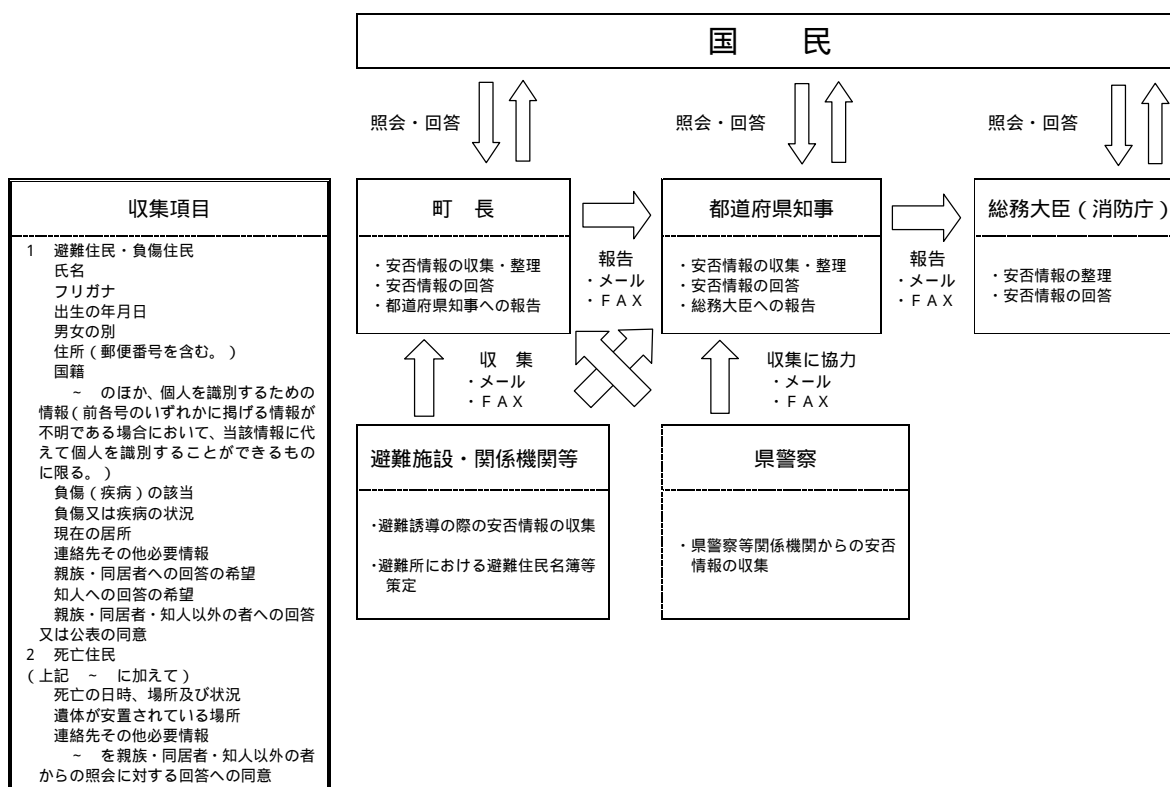 国　　民
照会・回答
照会・回答
照会・回答
収集項目
1　避難住民・負傷住民
氏名
フリガナ
出生の年月日
男女の別
住所（郵便番号を含む。）
国籍
～　のほか、個人を識別するための
情報（前各号のいずれかに掲げる情報が
不明である場合において、当該情報に代
えて個人を識別することができるもの
に限る。）
負傷（疾病）の該当
負傷又は疾病の状況
現在の居所
連絡先その他必要情報
親族・同居者への回答の希望
知人への回答の希望
親族・同居者・知人以外の者への回答
又は公表の同意
2　死亡住民
（上記　～　に加えて）
死亡の日時、場所及び状況
遺体が安置されている場所
連絡先その他必要情報
～　を親族・同居者・知人以外の者
からの照会に対する回答への同意
町　長
・安否情報の収集・整理
・安否情報の回答
・都道府県知事への報告
報告
・メール
・ＦＡＸ
都道府県知事
・安否情報の収集・整理
・安否情報の回答
・総務大臣への報告
報告
・メール
・ＦＡＸ
総務大臣（消防庁）
・安否情報の整理
・安否情報の回答
収　集
・メール
・ＦＡＸ
収集に協力
・メール
・ＦＡＸ
避難施設・関係機関等
・避難誘導の際の安否情報の収集
・避難所における避難住民名簿等
策定
県警察
・県警察等関係機関からの安否
情報の収集